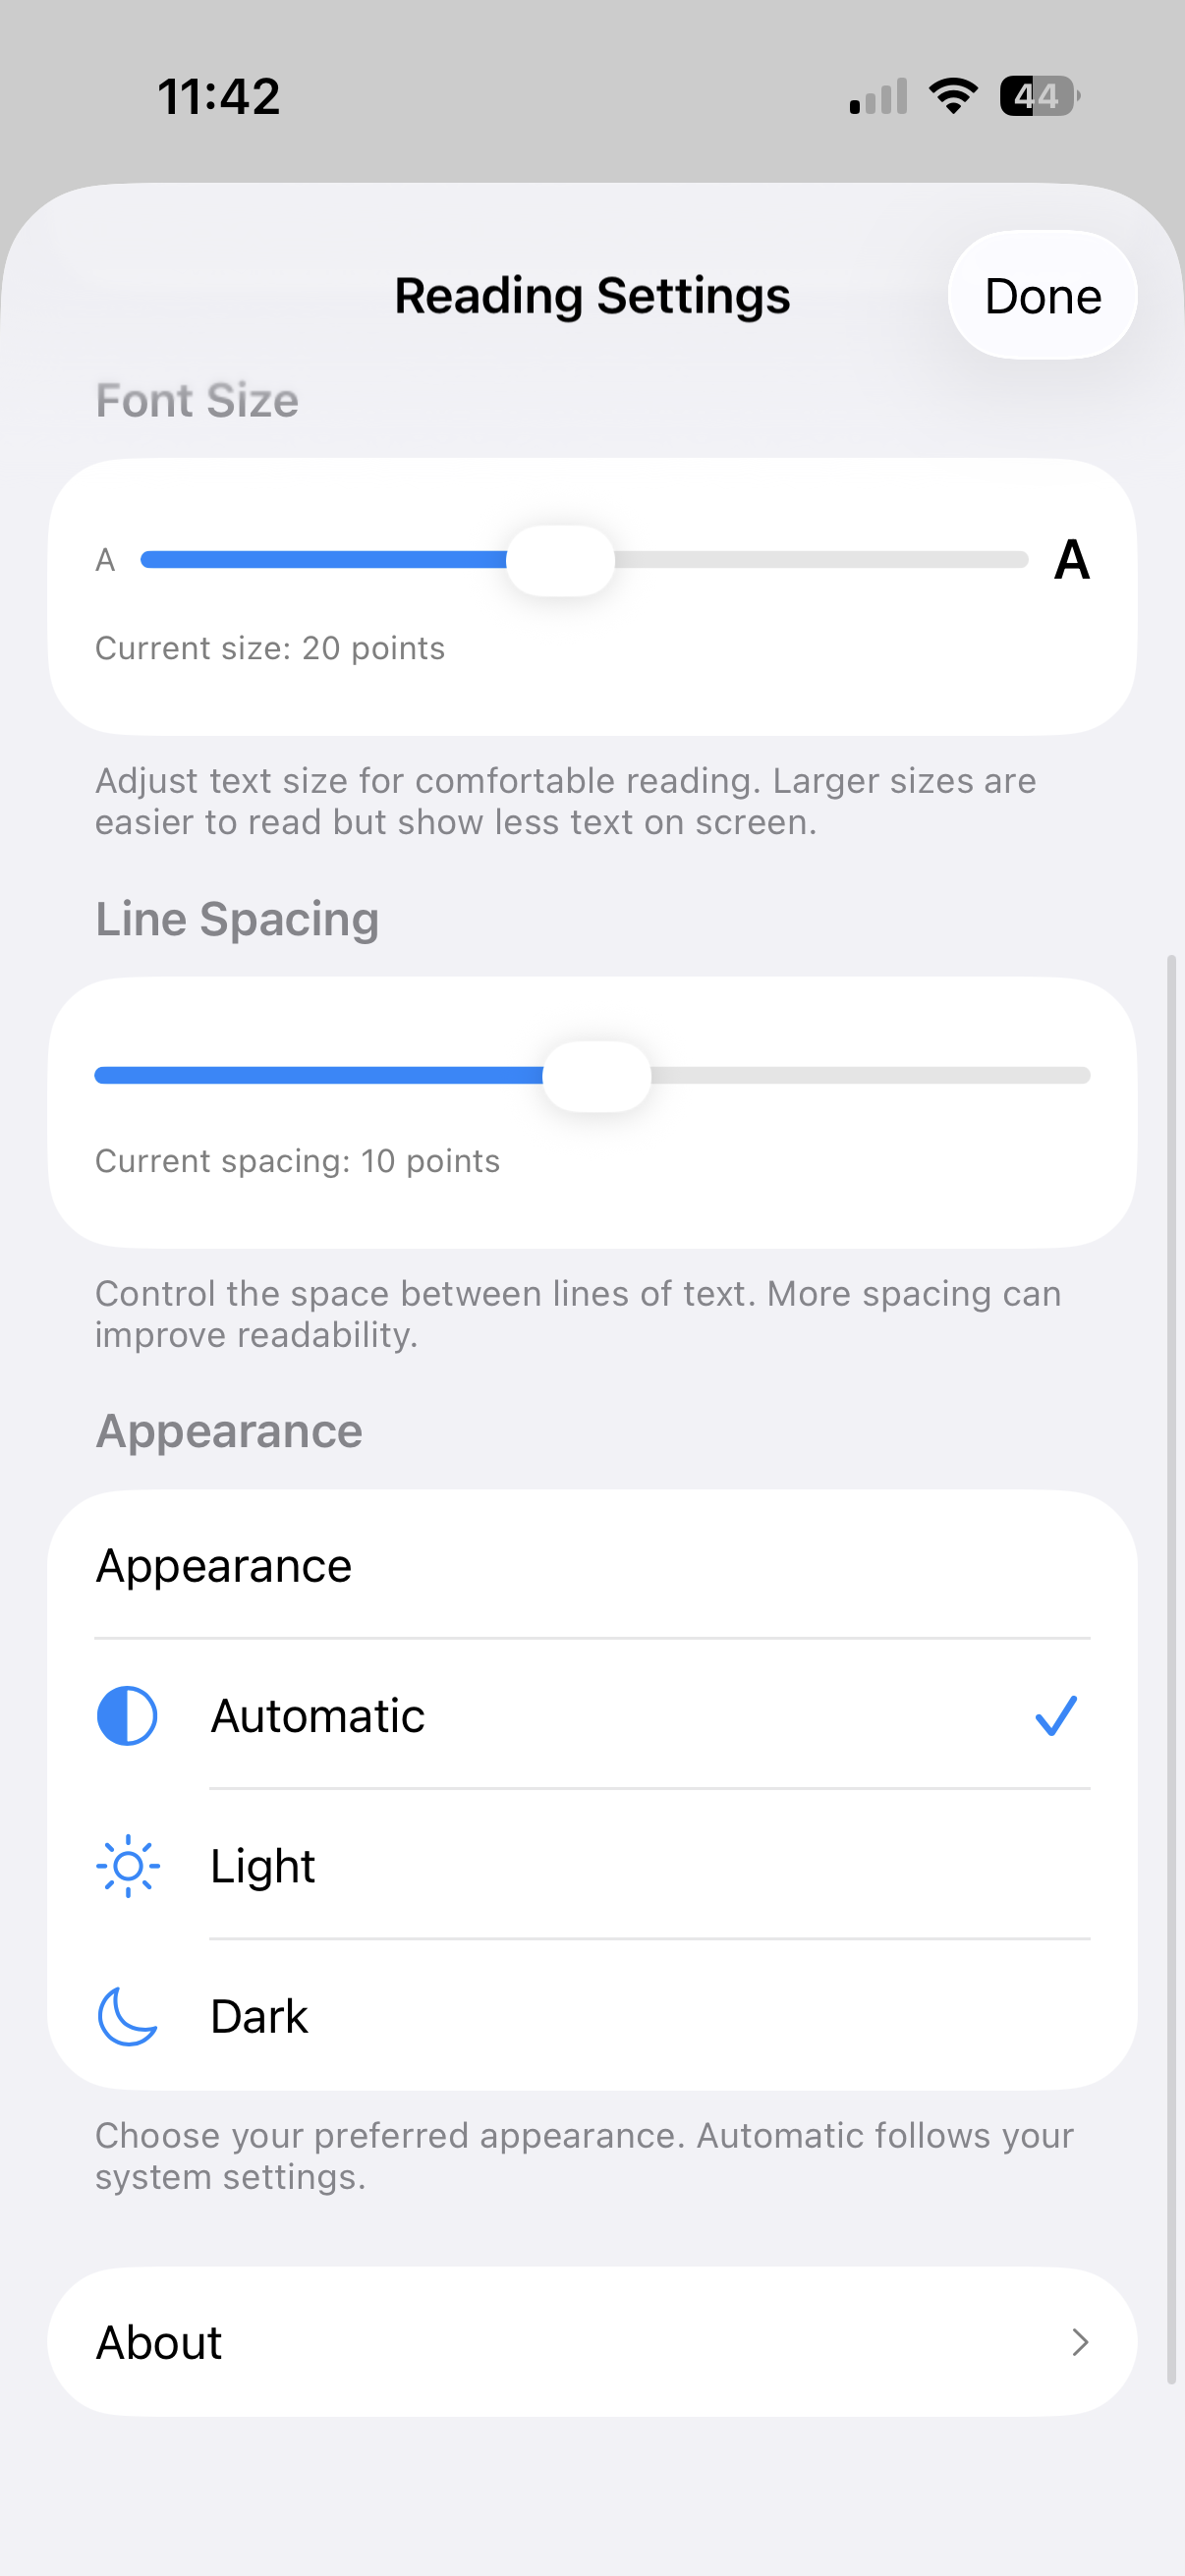 11:42
44
Reading Settings
Done
Font Size
A
A
Current size: 20 points
Adjust text size for comfortable reading. Larger sizes are
easier to read but show less text on screen.
Line Spacing
Current spacing: 10 points
Control the space between lines of text. More spacing can
improve readability.
Appearance
Appearance
Automatic
Light
Dark
Choose your preferred appearance. Automatic follows your
system settings.
About